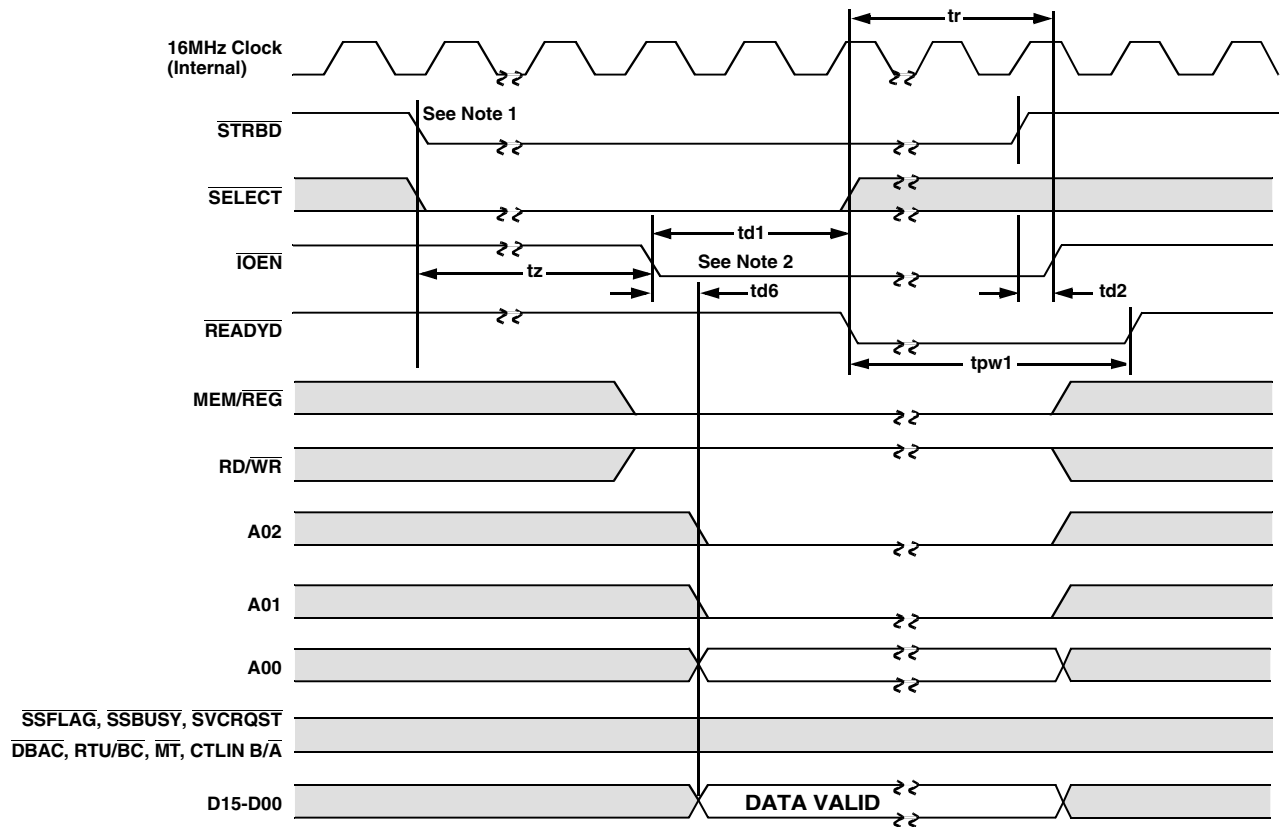 tr
16MHz Clock
(Internal)
STRBD
See Note 1
SELECT
td1
IOEN
See Note 2
tz
td6
td2
READYD
tpw1
MEM/REG
RD/WR
A02
A01
A00
SSFLAG, SSBUSY, SVCRQST
DBAC, RTU/BC, MT, CTLIN B/A
D15-D00
DATA VALID